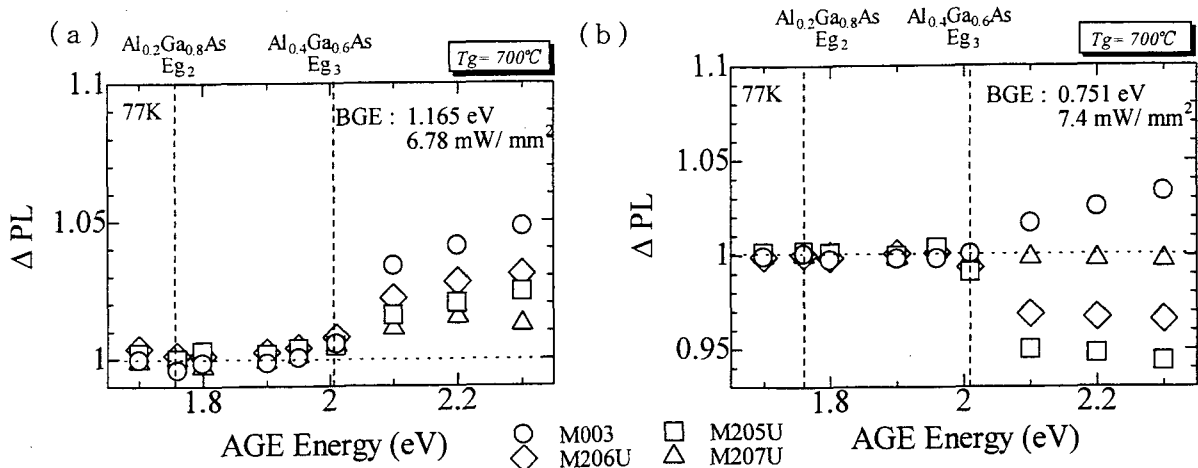 (a)
Al0.2Ga0.8As
Eg2
Al0.4Ga0.6As
Eg3
Tg= 700℃
77K
BGE : 1.165 eV
6.78 mW/ mm2
1.1
1.05
1
Δ PL
1.8
2
2.2
AGE Energy (eV)
(b)
Al0.2Ga0.8As
Eg2
Al0.4Ga0.6As
Eg3
Tg= 700℃
77K
BGE : 0.751 eV
7.4 mW/ mm2
1.1
1.05
1
0.95
Δ PL
1.8
2
2.2
AGE Energy (eV)
M003
M205U
M206U
M207U